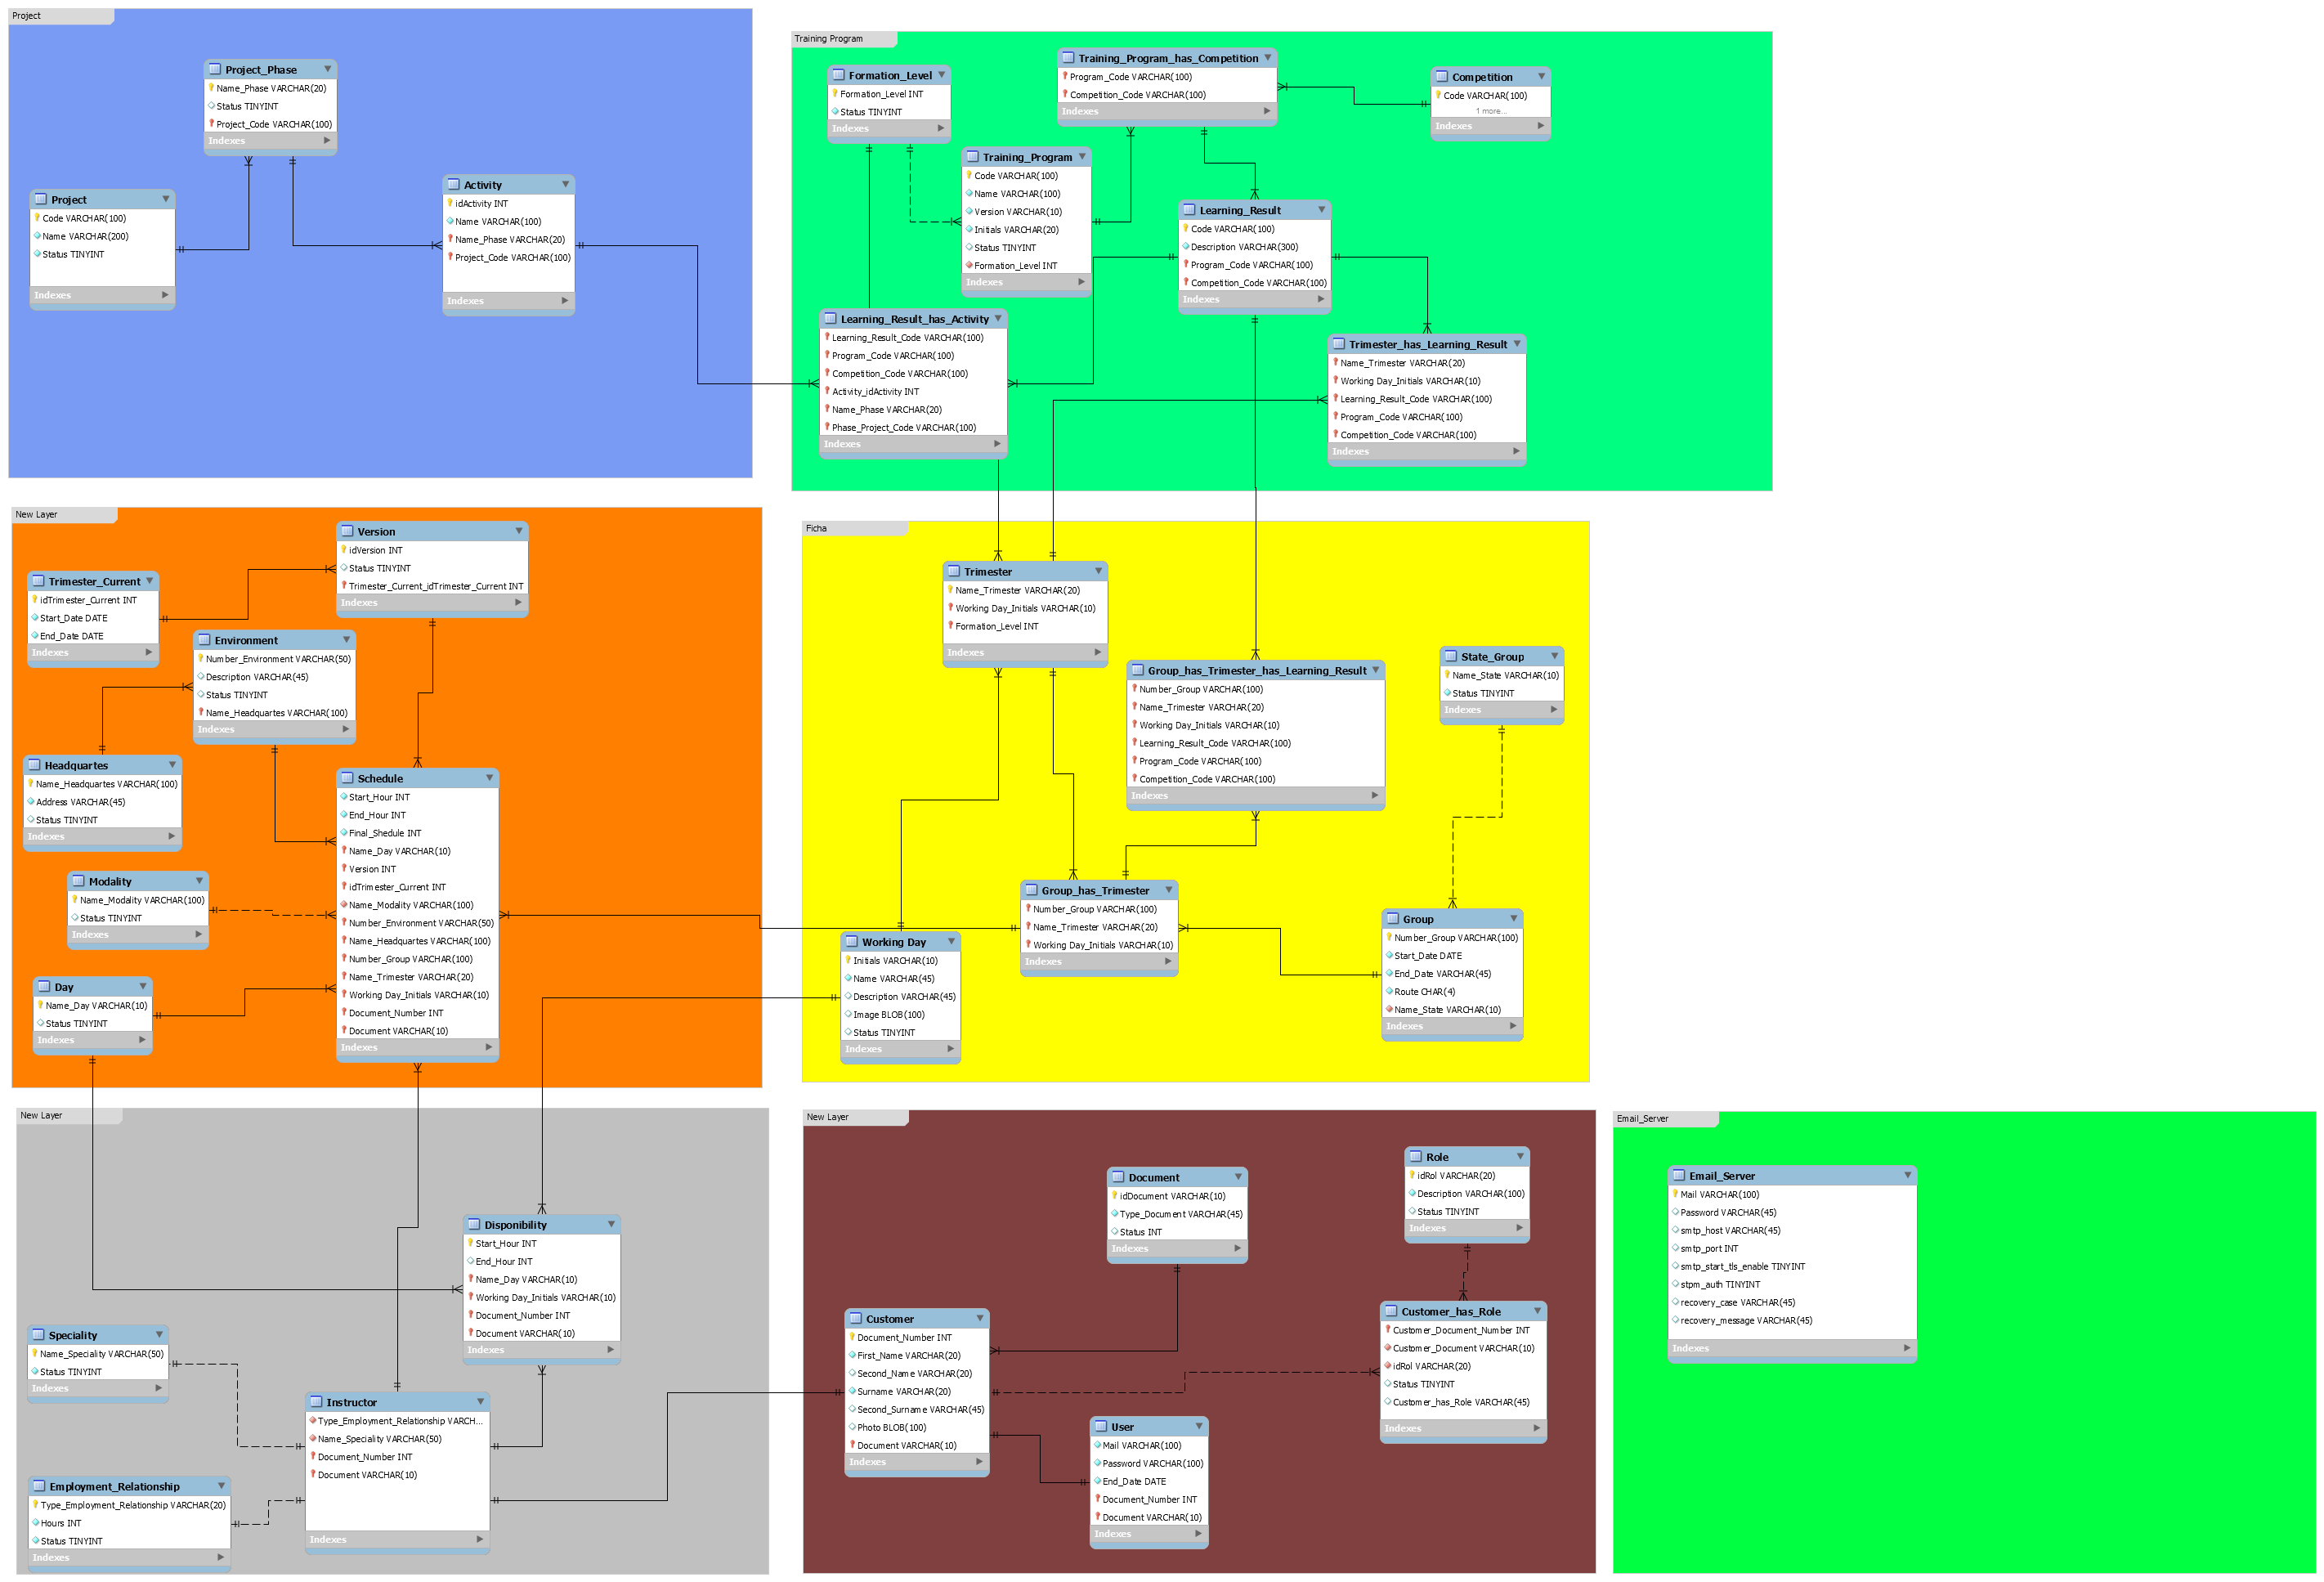 Project
Project_Phase
Name_Phase VARCHAR(20)
Status TINYINT
Project_Code VARCHAR(100)
Indexes
Project
Code VARCHAR(100)
Name VARCHAR(200)
Status TINYINT
Indexes
Activity
idActivity INT
Name VARCHAR(100)
Name_Phase VARCHAR(20)
Project_Code VARCHAR(100)
Indexes
Training Program
Formation_Level
Formation_Level INT
Status TINYINT
Indexes
Training_Program_has_Competition
Program_Code VARCHAR(100)
Competition_Code VARCHAR(100)
Indexes
Competition
Code VARCHAR(100)
1 more...
Indexes
Training_Program
Code VARCHAR(100)
Name VARCHAR(100)
Version VARCHAR(10)
Initials VARCHAR(20)
Status TINYINT
Formation_Level INT
Indexes
Learning_Result
Code VARCHAR(100)
Description VARCHAR(300)
Program_Code VARCHAR(100)
Competition_Code VARCHAR(100)
Indexes
Learning_Result_has_Activity
Learning_Result_Code VARCHAR(100)
Program_Code VARCHAR(100)
Competition_Code VARCHAR(100)
Activity_idActivity INT
Name_Phase VARCHAR(20)
Phase_Project_Code VARCHAR(100)
Indexes
Trimester_has_Learning_Result
Name_Trimester VARCHAR(20)
Working Day_Initials VARCHAR(10)
Learning_Result_Code VARCHAR(100)
Program_Code VARCHAR(100)
Competition_Code VARCHAR(100)
Indexes
New Layer
Version
idVersion INT
Status TINYINT
Trimester_Current_idTrimester_Current INT
Indexes
Trimester_Current
idTrimester_Current INT
Start_Date DATE
End_Date DATE
Indexes
Environment
Number_Environment VARCHAR(50)
Description VARCHAR(45)
Status TINYINT
Name_Headquartes VARCHAR(100)
Indexes
Headquartes
Name_Headquartes VARCHAR(100)
Address VARCHAR(45)
Status TINYINT
Indexes
Schedule
Start_Hour INT
End_Hour INT
Final_Shedule INT
Name_Day VARCHAR(10)
Version INT
idTrimester_Current INT
Name_Modality VARCHAR(100)
Number_Environment VARCHAR(50)
Name_Headquartes VARCHAR(100)
Number_Group VARCHAR(100)
Name_Trimester VARCHAR(20)
Working Day_Initials VARCHAR(10)
Document_Number INT
Document VARCHAR(10)
Indexes
Modality
Name_Modality VARCHAR(100)
Status TINYINT
Indexes
Day
Name_Day VARCHAR(10)
Status TINYINT
Indexes
Ficha
Trimester
Name_Trimester VARCHAR(20)
Working Day_Initials VARCHAR(10)
Formation_Level INT
Indexes
Group_has_Trimester_has_Learning_Result
Number_Group VARCHAR(100)
Name_Trimester VARCHAR(20)
Working Day_Initials VARCHAR(10)
Learning_Result_Code VARCHAR(100)
Program_Code VARCHAR(100)
Competition_Code VARCHAR(100)
Indexes
State_Group
Name_State VARCHAR(10)
Status TINYINT
Indexes
Group_has_Trimester
Number_Group VARCHAR(100)
Name_Trimester VARCHAR(20)
Working Day_Initials VARCHAR(10)
Indexes
Group
Number_Group VARCHAR(100)
Start_Date DATE
End_Date VARCHAR(45)
Route CHAR(4)
Name_State VARCHAR(10)
Indexes
Working Day
Initials VARCHAR(10)
Name VARCHAR(45)
Description VARCHAR(45)
Image BLOB(100)
Status TINYINT
Indexes
New Layer
Disponibility
Start_Hour INT
End_Hour INT
Name_Day VARCHAR(10)
Working Day_Initials VARCHAR(10)
Document_Number INT
Document VARCHAR(10)
Indexes
Speciality
Name_Speciality VARCHAR(50)
Status TINYINT
Indexes
Instructor
Type_Employment_Relationship VARCH...
Name_Speciality VARCHAR(50)
Document_Number INT
Document VARCHAR(10)
Indexes
Employment_Relationship
Type_Employment_Relationship VARCHAR(20)
Hours INT
Status TINYINT
Indexes
New Layer
Document
idDocument VARCHAR(10)
Type_Document VARCHAR(45)
Status INT
Indexes
Role
idRol VARCHAR(20)
Description VARCHAR(100)
Status TINYINT
Indexes
Customer
Document_Number INT
First_Name VARCHAR(20)
Second_Name VARCHAR(20)
Surname VARCHAR(20)
Second_Surname VARCHAR(45)
Photo BLOB(100)
Document VARCHAR(10)
Indexes
Customer_has_Role
Customer_Document_Number INT
Customer_Document VARCHAR(10)
idRol VARCHAR(20)
Status TINYINT
Customer_has_Role VARCHAR(45)
Indexes
User
Mail VARCHAR(100)
Password VARCHAR(100)
End_Date DATE
Document_Number INT
Document VARCHAR(10)
Indexes
Email_Server
Email_Server
Mail VARCHAR(100)
Password VARCHAR(45)
smtp_host VARCHAR(45)
smtp_port INT
smtp_start_tls_enable TINYINT
stpm_auth TINYINT
recovery_case VARCHAR(45)
recovery_message VARCHAR(45)
Indexes